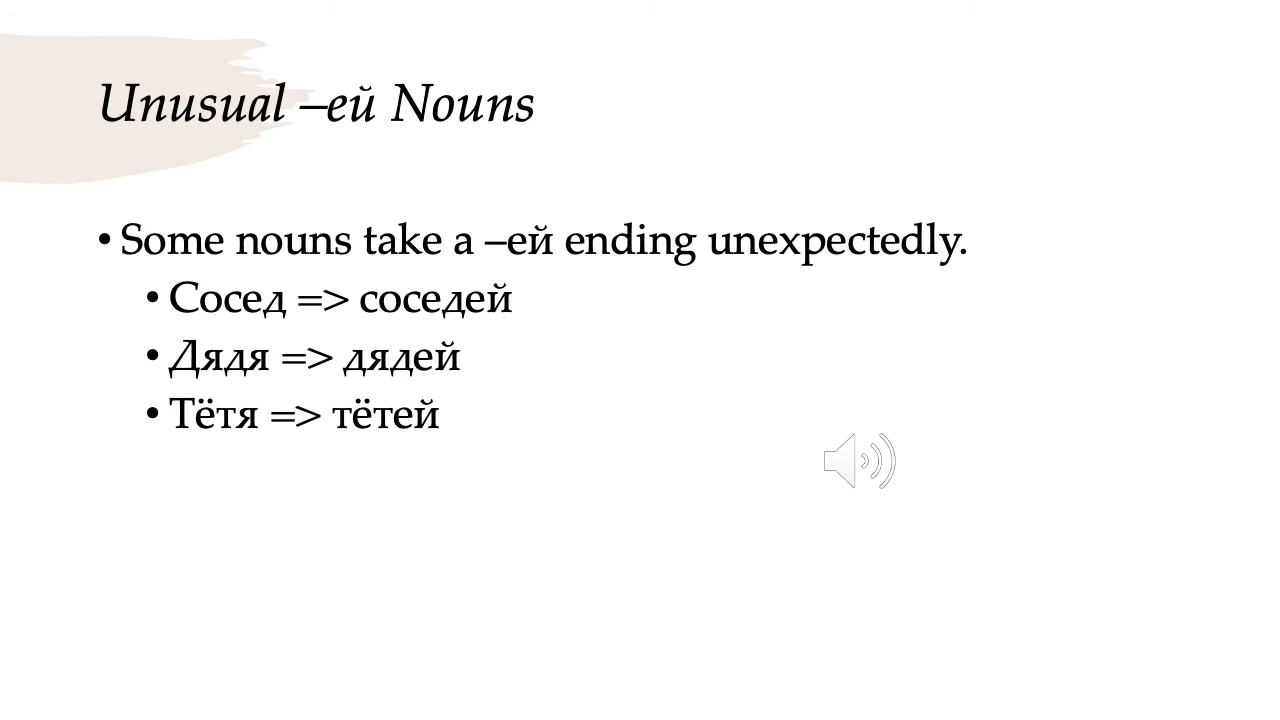 Unusual –ей Nouns
• Some nouns take a –ей ending unexpectedly.
• Сосед => соседей
• Дядя => дядей
• Тётя => тётей